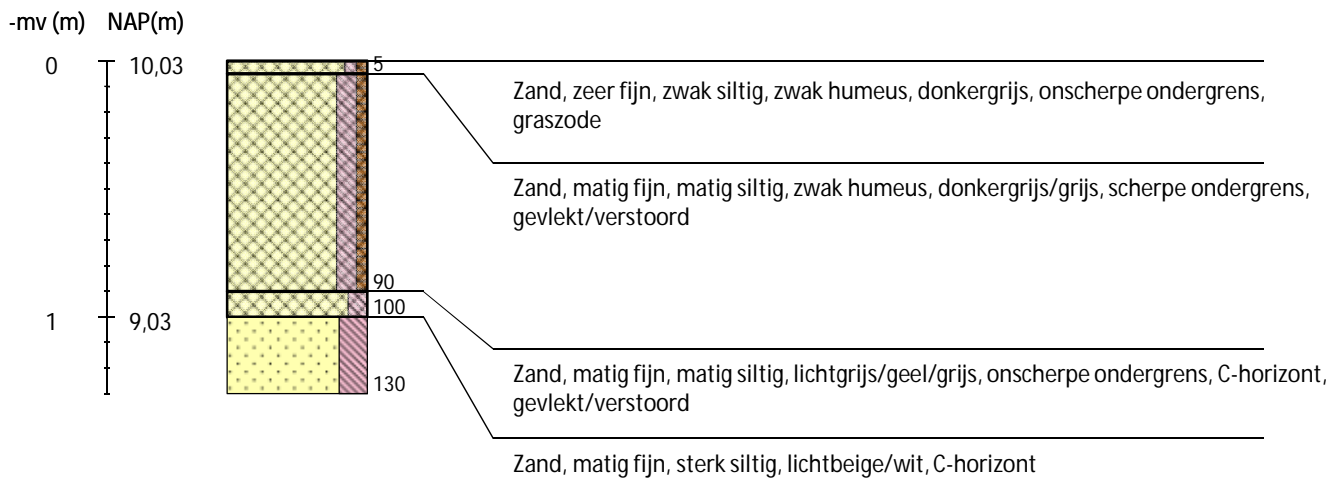 -mv (m) NAP(m)
0 10,03
5
Zand, zeer fijn, zwak siltig, zwak humeus, donkergrijs, onscherpe ondergrens,
graszode
Zand, matig fijn, matig siltig, zwak humeus, donkergrijs/grijs, scherpe ondergrens,
gevlekt/verstoord
90
100
1 9,03
Zand, matig fijn, matig siltig, lichtgrijs/geel/grijs, onscherpe ondergrens, C-horizont,
gevlekt/verstoord
130
Zand, matig fijn, sterk siltig, lichtbeige/wit, C-horizont